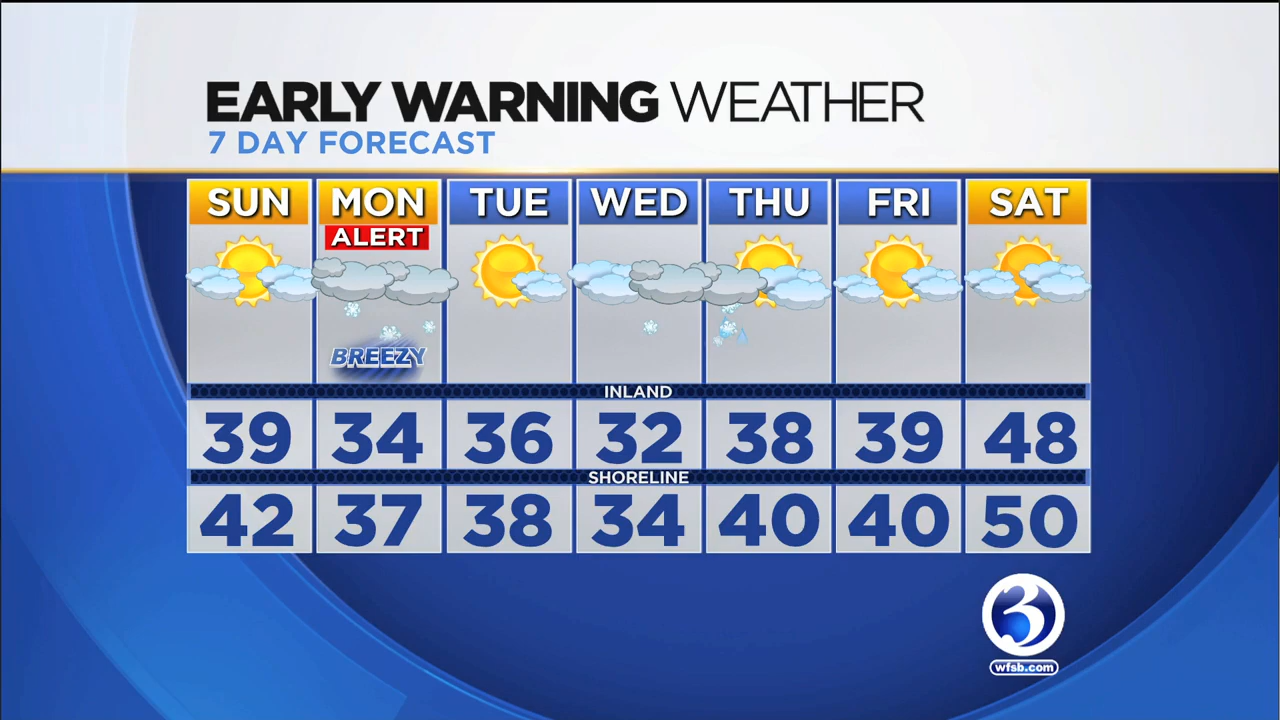 EARLY WARNING WEATHER
7 DAY FORECAST
SUN MON TUE WED THU FRI SAT
ALERT
BREEZY
INLAND
39 34 36 32 38 39 48
SHORELINE
42 37 38 34 40 40 50
3
wfsb.com